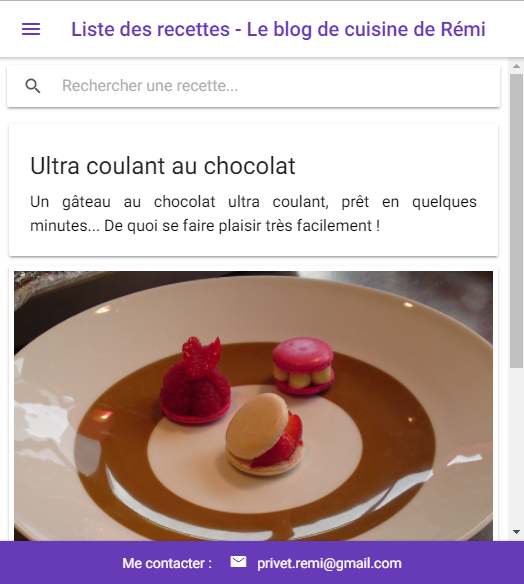 Liste des recettes - Le blog de cuisine de Rémi
Rechercher une recette...
Ultra coulant au chocolat
Un gâteau au chocolat ultra coulant, prêt en quelques
minutes... De quoi se faire plaisir très facilement !
Me contacter : privet.remi@gmail.com